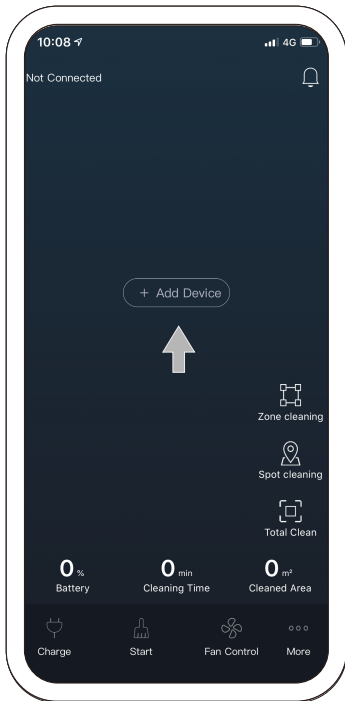 10:08 4G
Not Connected
+ Add Device
Zone cleaning
Spot cleaning
Total Clean
0 % 0 min 0 m²
Battery Cleaning Time Cleaned Area
Charge Start Fan Control More